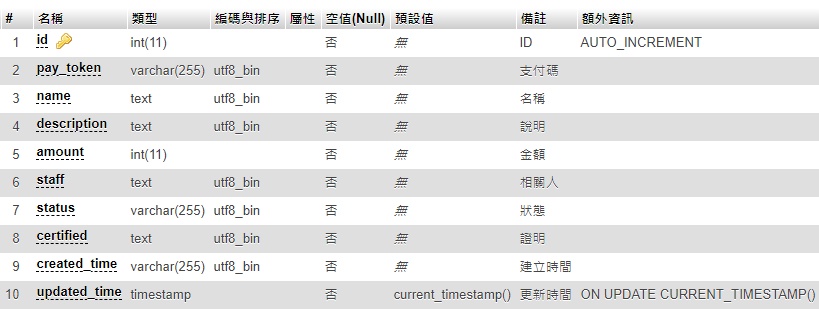 # 名稱 類型 編碼與排序 屬性 空值(Null) 預設值 備註 額外資訊
1 id int(11) 否 無 ID AUTO_INCREMENT
2 pay_token varchar(255) utf8_bin 否 無 支付碼
3 name text utf8_bin 否 無 名稱
4 description text utf8_bin 否 無 說明
5 amount int(11) 否 無 金額
6 staff text utf8_bin 否 無 相關人
7 status varchar(255) utf8_bin 否 無 狀態
8 certified text utf8_bin 否 無 證明
9 created_time varchar(255) utf8_bin 否 無 建立時間
10 updated_time timestamp 否 current_timestamp() 更新時間 ON UPDATE CURRENT_TIMESTAMP()